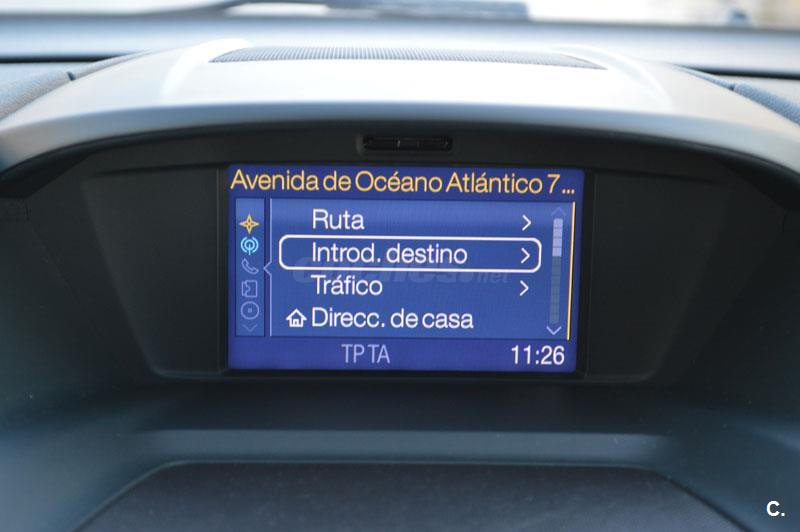 Avenida de Océano Atlántico 7...
Ruta
Introd. destino
Tráfico
Direcc. de casa
TP TA
11:26
C.